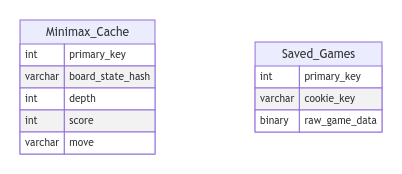 Minimax_Cache
int primary_key
varchar board_state_hash
int depth
int score
varchar move
Saved_Games
int primary_key
varchar cookie_key
binary raw_game_data